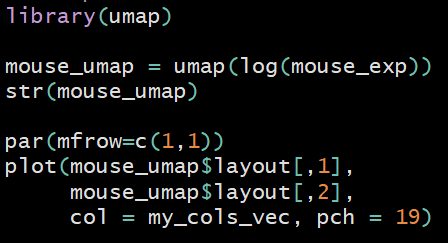 library(umap)
mouse_umap = umap(log(mouse_exp))
str(mouse_umap)
par(mfrow=c(1,1))
plot(mouse_umap$layout[,1],
mouse_umap$layout[,2],
col = my_cols_vec, pch = 19)